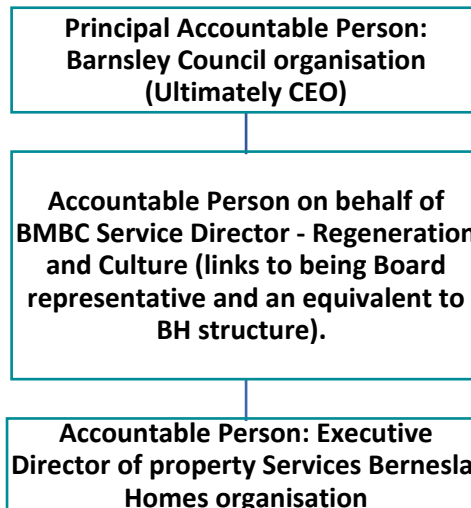 Principal Accountable Person:
Barnsley Council organisation
(Ultimately CEO)
Accountable Person on behalf of
BMBC Service Director - Regeneration
and Culture (links to being Board
representative and an equivalent to
BH structure).
Accountable Person: Executive
Director of property Services Bernesla
Homes organisation